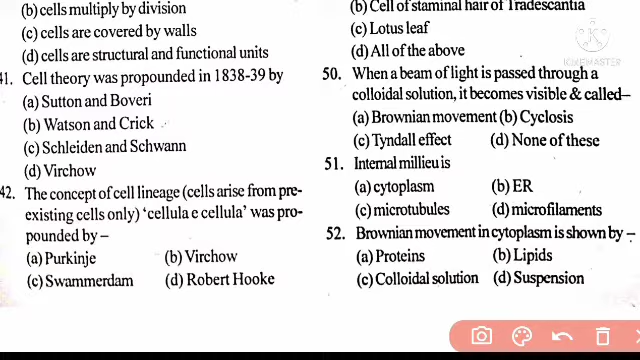 (b) cells multiply by division
(c) cells are covered by walls
(d) cells are structural and functional units
41. Cell theory was propounded in 1838-39 by
(a) Sutton and Boveri
(b) Watson and Crick
(c) Schleiden and Schwann
(d) Virchow
42. The concept of cell lineage (cells arise from pre-
existing cells only) ‘cellula e cellula’ was pro-
pounded by –
(a) Purkinje (b) Virchow
(c) Swammerdam (d) Robert Hooke
(b) Cell of staminal hair of Tradescantia
(c) Lotus leaf
(d) All of the above
50. When a beam of light is passed through a
colloidal solution, it becomes visible & called–
(a) Brownian movement (b) Cyclosis
(c) Tyndall effect (d) None of these
51. Internal millieu is
(a) cytoplasm (b) ER
(c) microtubules (d) microfilaments
52. Brownian movement in cytoplasm is shown by –
(a) Proteins (b) Lipids
(c) Colloidal solution (d) Suspension
KINEMASTER